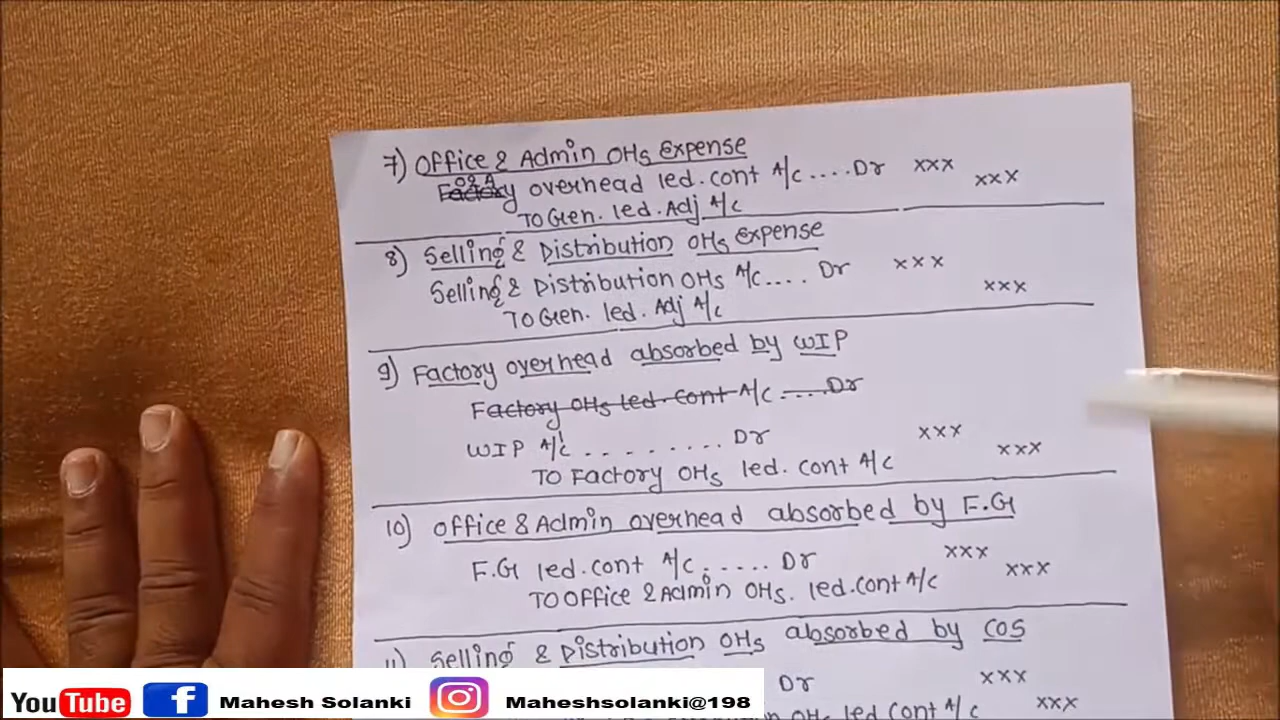 7) Office & Admin OHs Expense
O & A
Factory overhead led. cont A/c .... Dr xxx
To Gen. led. Adj A/c xxx
8) Selling & Distribution OHs Expense
Selling & Distribution OHs A/c .... Dr xxx
To Gen. led. Adj A/c xxx
9) Factory overhead absorbed by WIP
Factory OHs led. cont A/c ..... Dr
WIP A/c ........ Dr xxx
To Factory OHs led. cont A/c xxx
10) Office & Admin overhead absorbed by F.G
F.G led. cont A/c ...... Dr xxx
To Office & Admin OHs. led. cont A/c xxx
11) Selling & Distribution OHs absorbed by COS
Dr xxx
OHs led cont A/c xxx
YouTube Mahesh Solanki Maheshsolanki@198